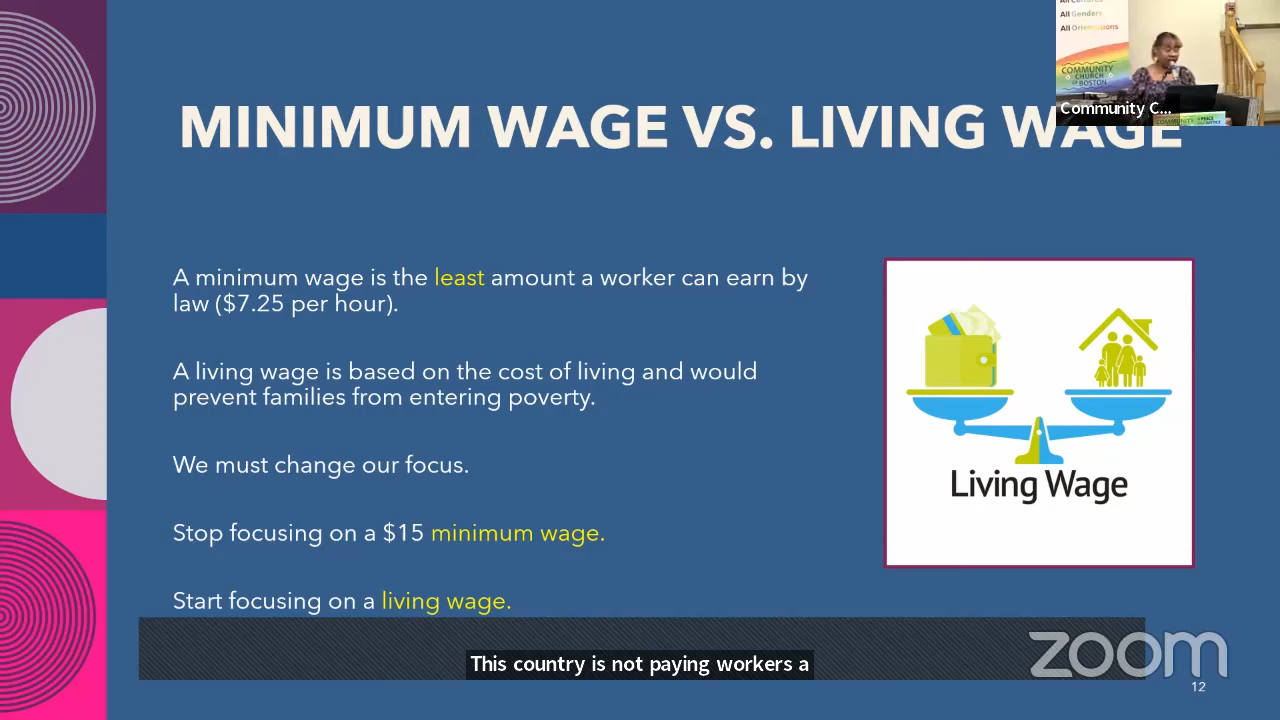 All Genders
All Orientations
COMMUNITY
CHURCH
OF BOSTON
Community C...
MINIMUM WAGE VS. LIVING WAGE
A minimum wage is the least amount a worker can earn by
law ($7.25 per hour).
A living wage is based on the cost of living and would
prevent families from entering poverty.
We must change our focus.
Stop focusing on a $15 minimum wage.
Start focusing on a living wage.
Living Wage
This country is not paying workers a
zoom
12